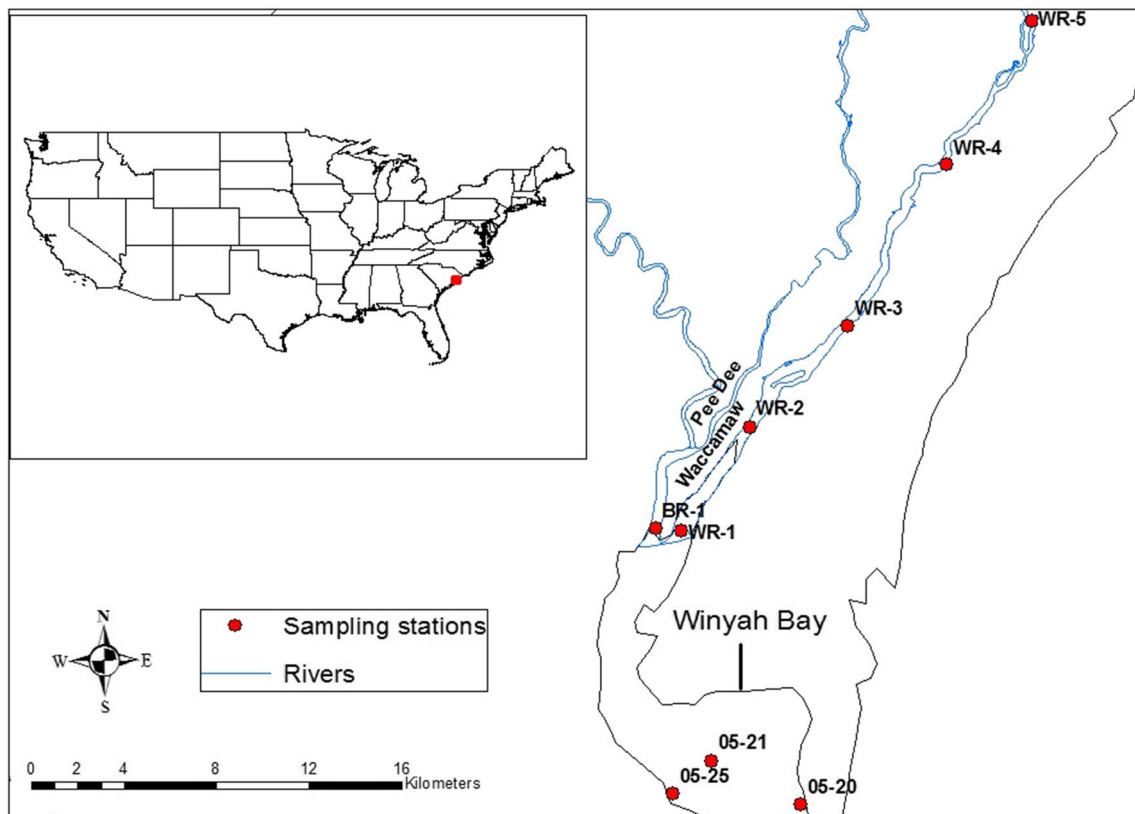 WR-5
WR-4
WR-3
Pee Dee
WR-2
Waccamaw
BR-1
WR-1
Winyah Bay
N
W E
S
Sampling stations
Rivers
05-21
05-25
05-20
0 2 4 8 12 16
Kilometers